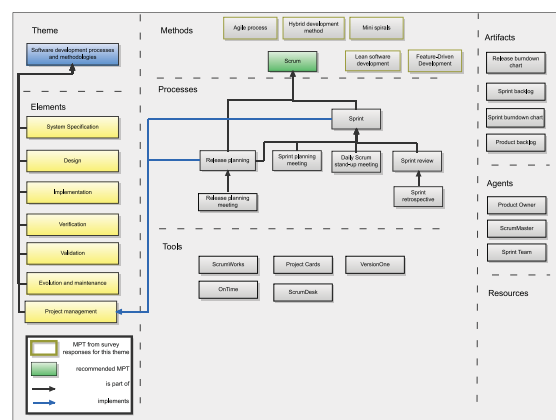 Theme
Software development processes
and methodologies
Elements
System Specification
Design
Implementation
Verification
Validation
Evolution and maintenance
Project management
MPT from survey
responses for this theme
recommended MPT
is part of
implements
Methods
Agile process
Hybrid development
method
Mini spirals
Scrum
Lean software
development
Feature-Driven
Development
Processes
Sprint
Release planning
Sprint planning
meeting
Daily Scrum
stand-up meeting
Sprint review
Release planning
meeting
Sprint
retrospective
Tools
ScrumWorks
Project Cards
VersionOne
OnTime
ScrumDesk
Artifacts
Release burndown
chart
Sprint backlog
Sprint burndown chart
Product backlog
Agents
Product Owner
ScrumMaster
Sprint Team
Resources